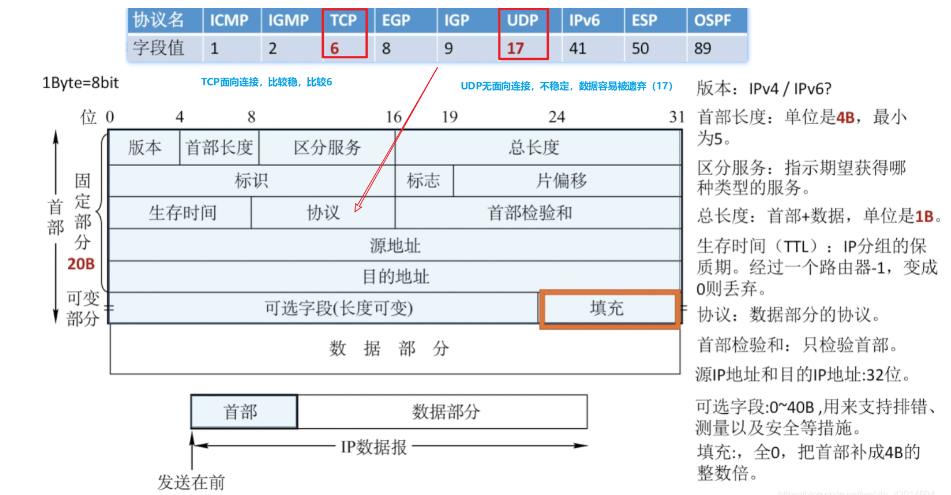 协议名 ICMP IGMP TCP EGP IGP UDP IPv6 ESP OSPF
字段值 1 2 6 8 9 17 41 50 89
1Byte=8bit
TCP面向连接，比较稳，比较6
UDP无面向连接，不稳定，数据容易被遗弃（17）
位 0 4 8 16 19 24 31
版本 首部长度 区分服务 总长度
标识 标志 片偏移
生存时间 协议 首部检验和
源地址
目的地址
可选字段(长度可变) 填充
数据部分
首部
固定部分
20B
可变
部分
首部 数据部分
IP数据报
发送在前
版本：IPv4 / IPv6?
首部长度：单位是4B，最小
为5。
区分服务：指示期望获得哪
种类型的服务。
总长度：首部+数据，单位是1B。
生存时间（TTL）：IP分组的保
质期。经过一个路由器-1，变成
0则丢弃。
协议：数据部分的协议。
首部检验和：只检验首部。
源IP地址和目的IP地址:32位。
可选字段:0~40B ,用来支持排错、
测量以及安全等措施。
填充:，全0，把首部补成4B的
整数倍。